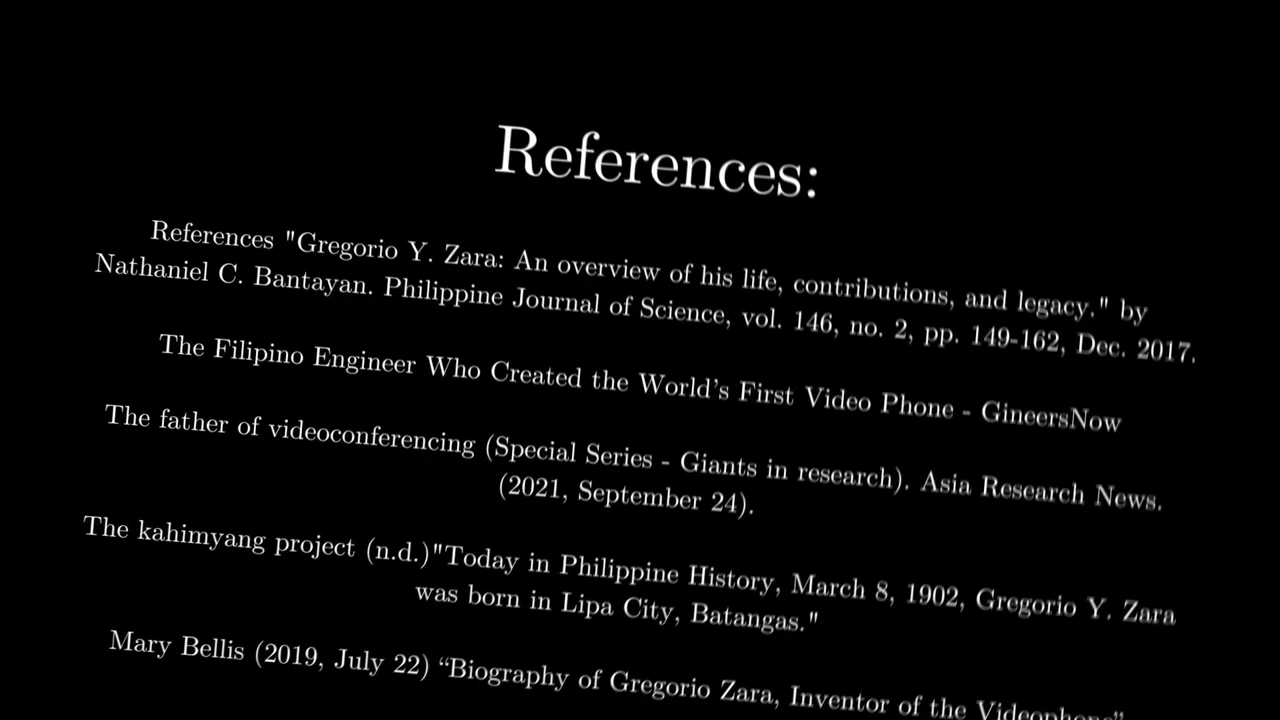 References:
References "Gregorio Y. Zara: An overview of his life, contributions, and legacy." by
Nathaniel C. Bantayan. Philippine Journal of Science, vol. 146, no. 2, pp. 149-162, Dec. 2017.
The Filipino Engineer Who Created the World's First Video Phone - GineersNow
The father of videoconferencing (Special Series - Giants in research). Asia Research News.
(2021, September 24).
The kahimyang project (n.d.)"Today in Philippine History, March 8, 1902, Gregorio Y. Zara
was born in Lipa City, Batangas."
Mary Bellis (2019, July 22) “Biography of Gregorio Zara, Inventor of the Videophone”